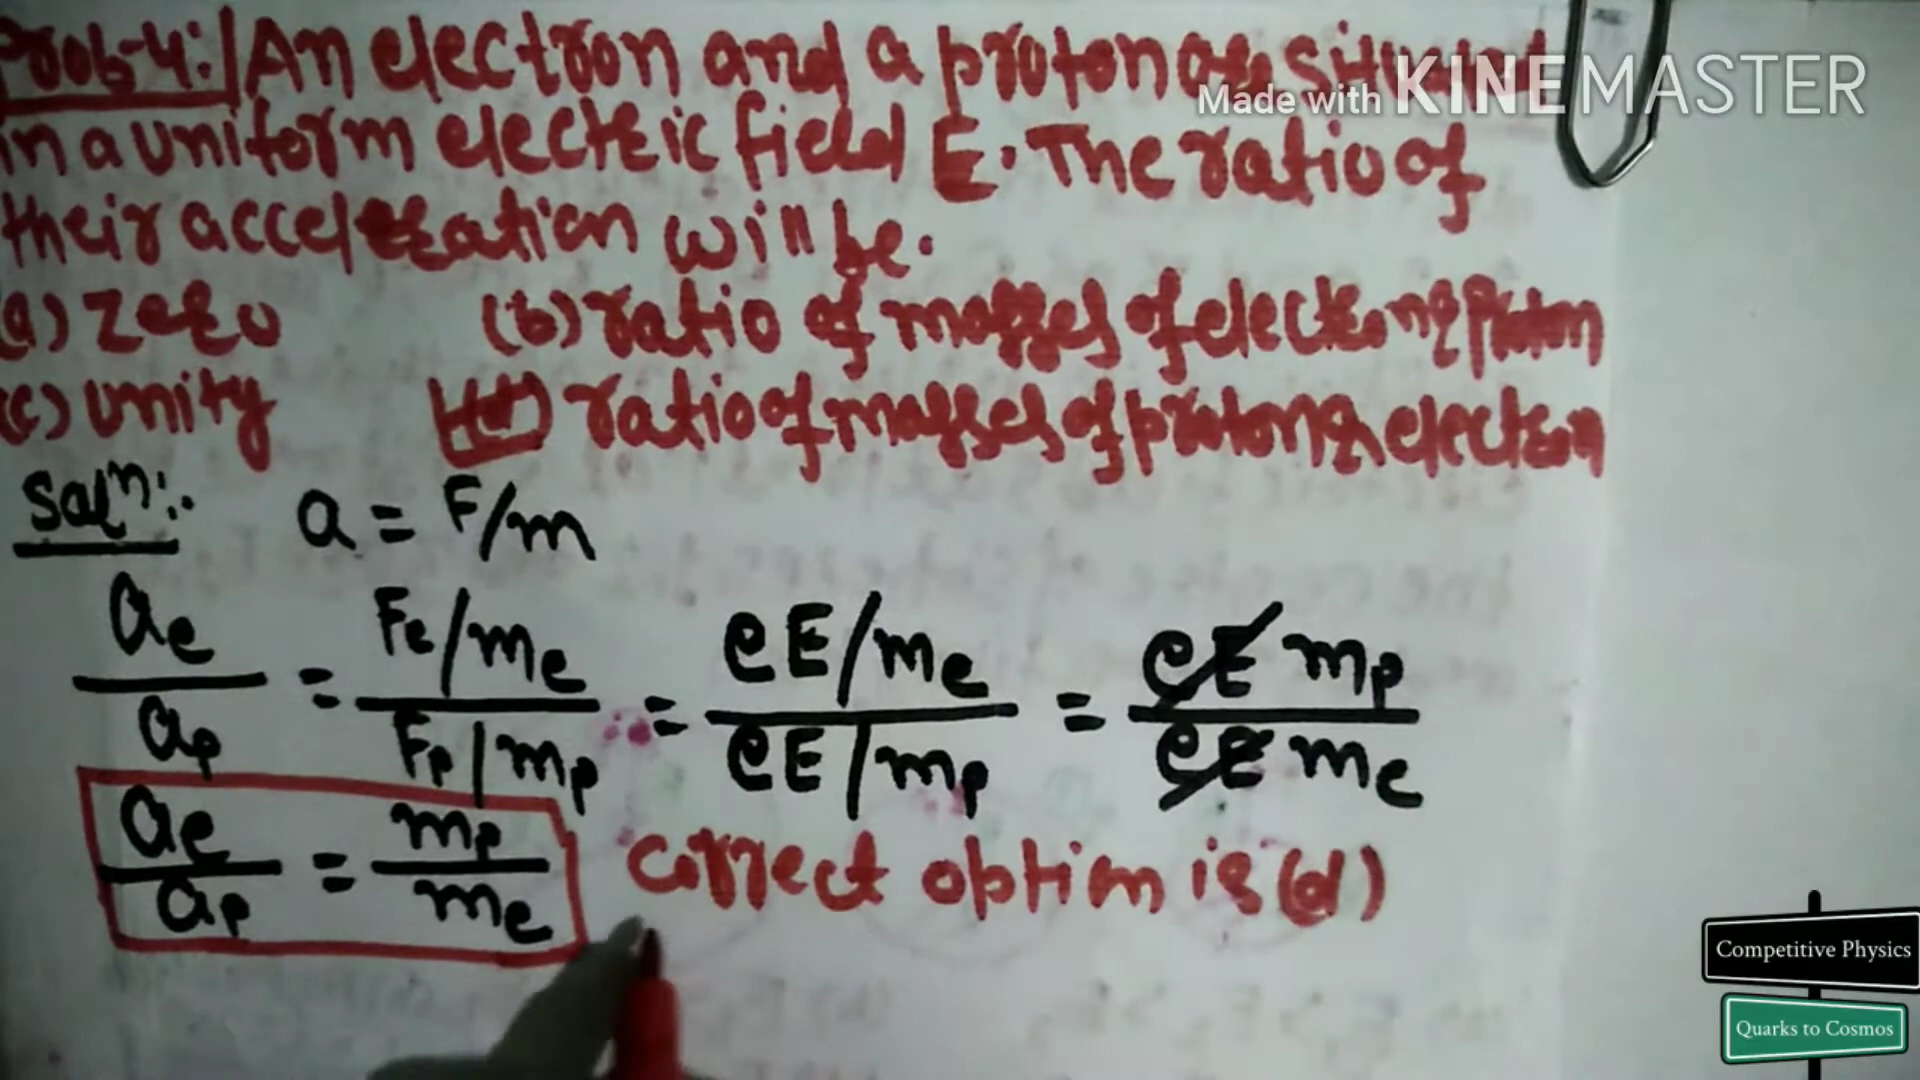 Prob-4:| An electron and a proton are situated
in a uniform electric field E. The ratio of
their acceleration will be.
(a) zero (b) ratio of masses of electron & Proton
(c) unity (d) ratio of masses of proton & electron
Solⁿ:. a = F/m
ae/ap = Fe/me / Fp/mp = eE/me / eE/mp = eE mp / eE me
ae/ap = mp/me correct option is (d)
Made with KINEMASTER
Competitive Physics
Quarks to Cosmos